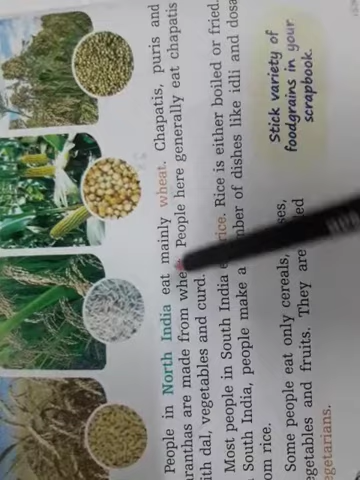 People in North India eat mainly wheat. Chapatis, puris and
aranthas are made from whe People here generally eat chapatis
ith dal, vegetables and curd.
Most people in South India rice. Rice is either boiled or fried.
South India, people make a nber of dishes like idli and dosa
om rice.
Some people eat only cereals, ses,
egetables and fruits. They are ed
egetarians.
Stick variety of
foodgrains in your
scrapbook.